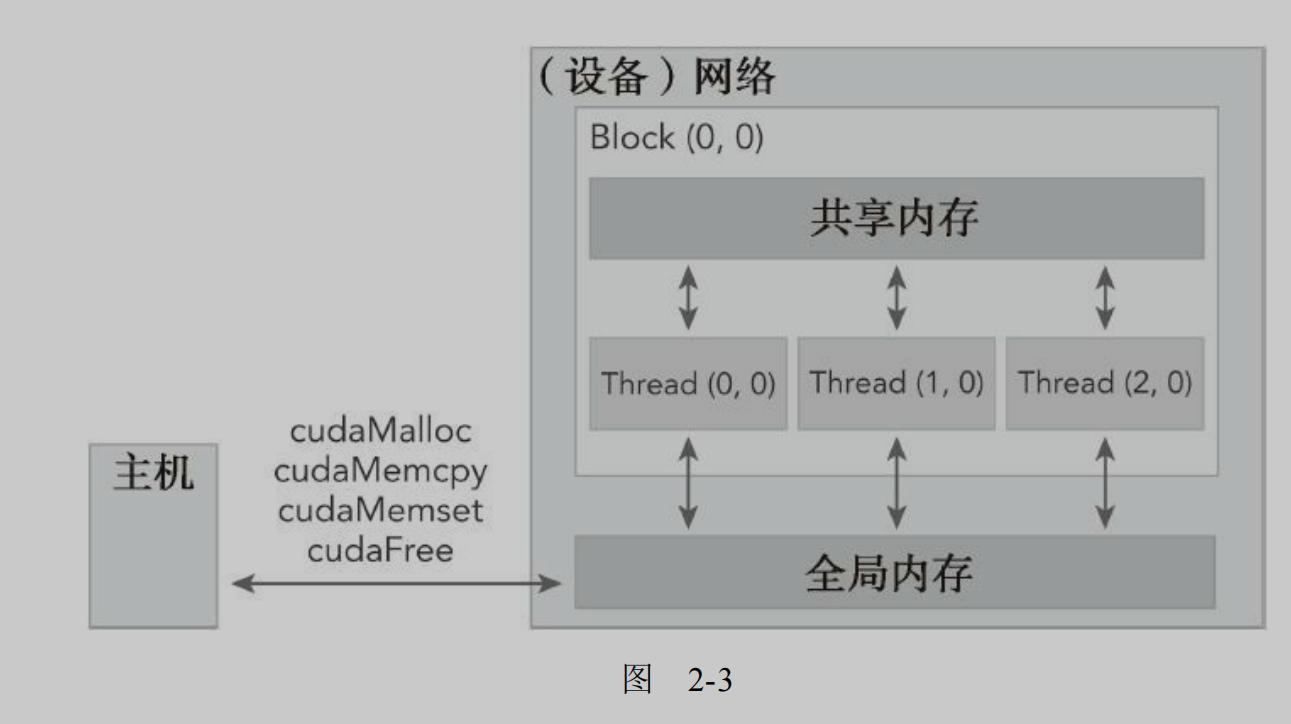 （设备）网络
Block (0, 0)
共享内存
Thread (0, 0)
Thread (1, 0)
Thread (2, 0)
cudaMalloc
cudaMemcpy
cudaMemset
cudaFree
主机
全局内存
图 2-3